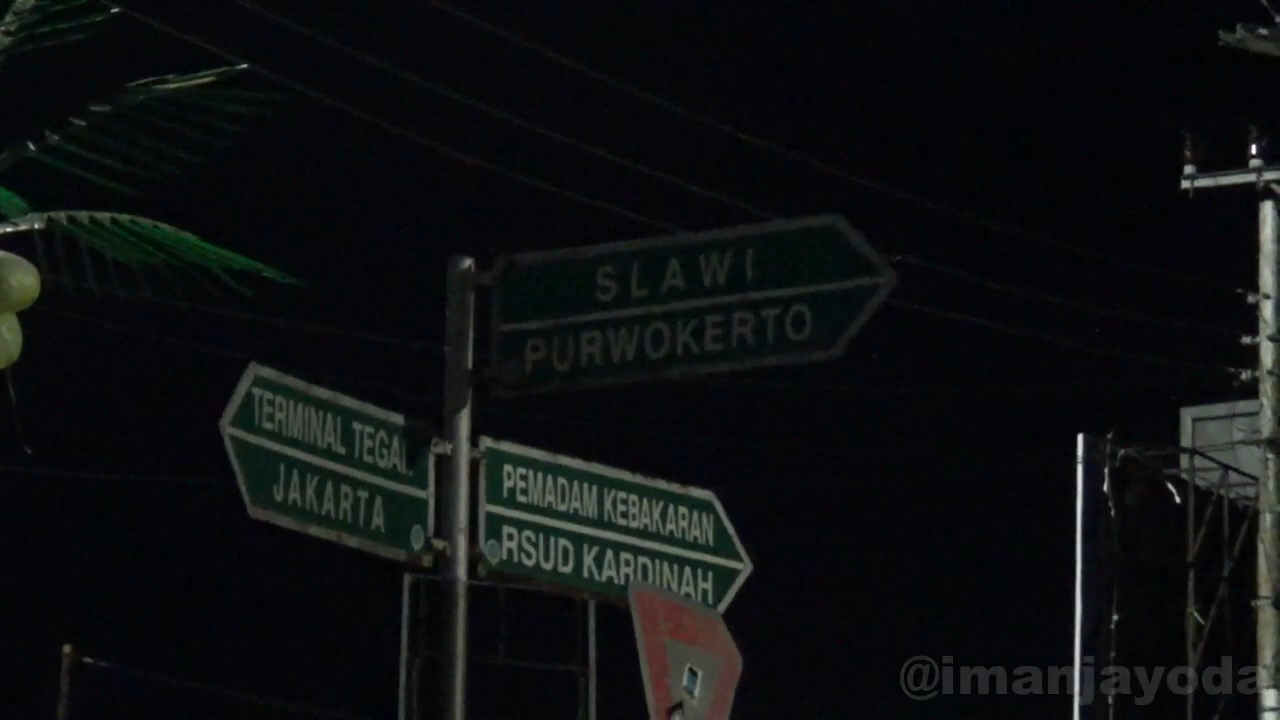 SLAWI
PURWOKERTO
TERMINAL TEGAL
JAKARTA
PEMADAM KEBAKARAN
RSUD KARDINAH
@imanjayoda